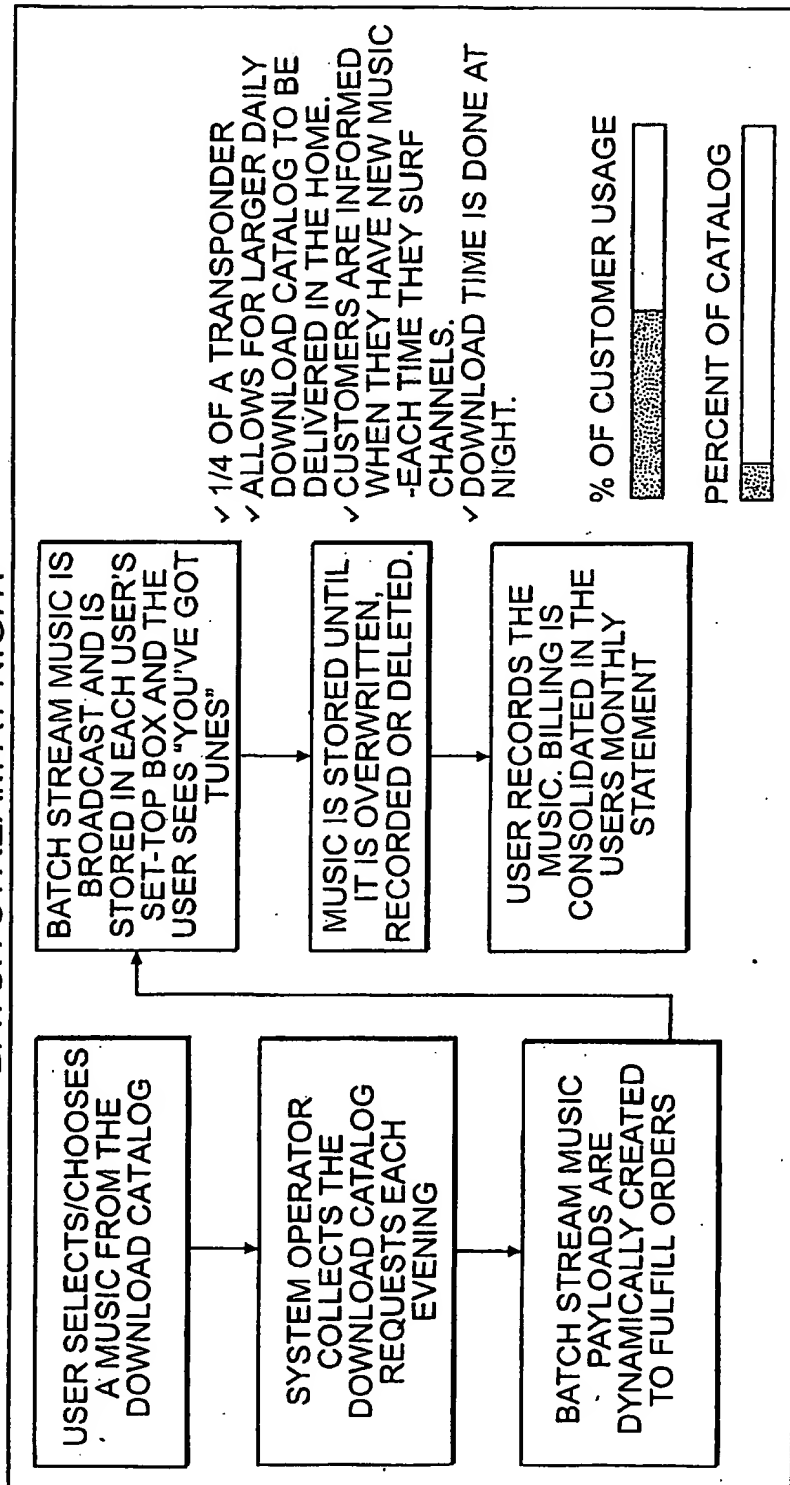 USER SELECTS/CHOOSES
A MUSIC FROM THE
DOWNLOAD CATALOG
SYSTEM OPERATOR
COLLECTS THE
DOWNLOAD CATALOG
REQUESTS EACH
EVENING
BATCH STREAM MUSIC
PAYLOADS ARE
DYNAMICALLY CREATED
TO FULFILL ORDERS
BATCH STREAM MUSIC IS
BROADCAST AND IS
STORED IN EACH USER'S
SET-TOP BOX AND THE
USER SEES "YOU'VE GOT
TUNES"
MUSIC IS STORED UNTIL
IT IS OVERWRITTEN,
RECORDED OR DELETED.
USER RECORDS THE
MUSIC. BILLING IS
CONSOLIDATED IN THE
USERS MONTHLY
STATEMENT
✓ 1/4 OF A TRANSPONDER
✓ ALLOWS FOR LARGER DAILY
DOWNLOAD CATALOG TO BE
DELIVERED IN THE HOME.
✓ CUSTOMERS ARE INFORMED
WHEN THEY HAVE NEW MUSIC
-EACH TIME THEY SURF
CHANNELS.
✓ DOWNLOAD TIME IS DONE AT
NIGHT.
% OF CUSTOMER USAGE
PERCENT OF CATALOG